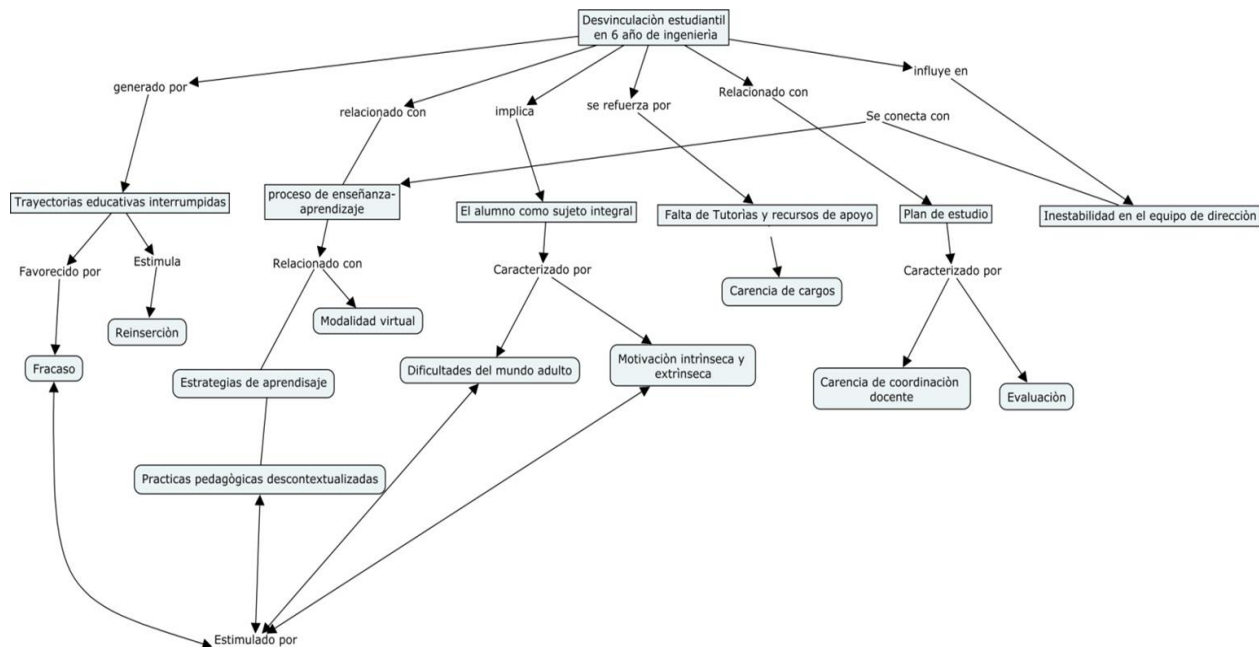 Desvinculaciòn estudiantil
en 6 año de ingenierìa
influye en
generado por
Relacionado con
se refuerza por
relacionado con
implica
Se conecta con
Trayectorias educativas interrumpidas
proceso de enseñanza-
aprendizaje
El alumno como sujeto integral
Falta de Tutorìas y recursos de apoyo
Plan de estudio
Inestabilidad en el equipo de direcciòn
Favorecido por
Estimula
Relacionado con
Caracterizado por
Carencia de cargos
Caracterizado por
Reinserciòn
Modalidad virtual
Fracaso
Estrategias de aprendisaje
Dificultades del mundo adulto
Motivaciòn intrìnseca y
extrìnseca
Carencia de coordinaciòn
docente
Evaluaciòn
Practicas pedagògicas descontextualizadas
Estimulado por